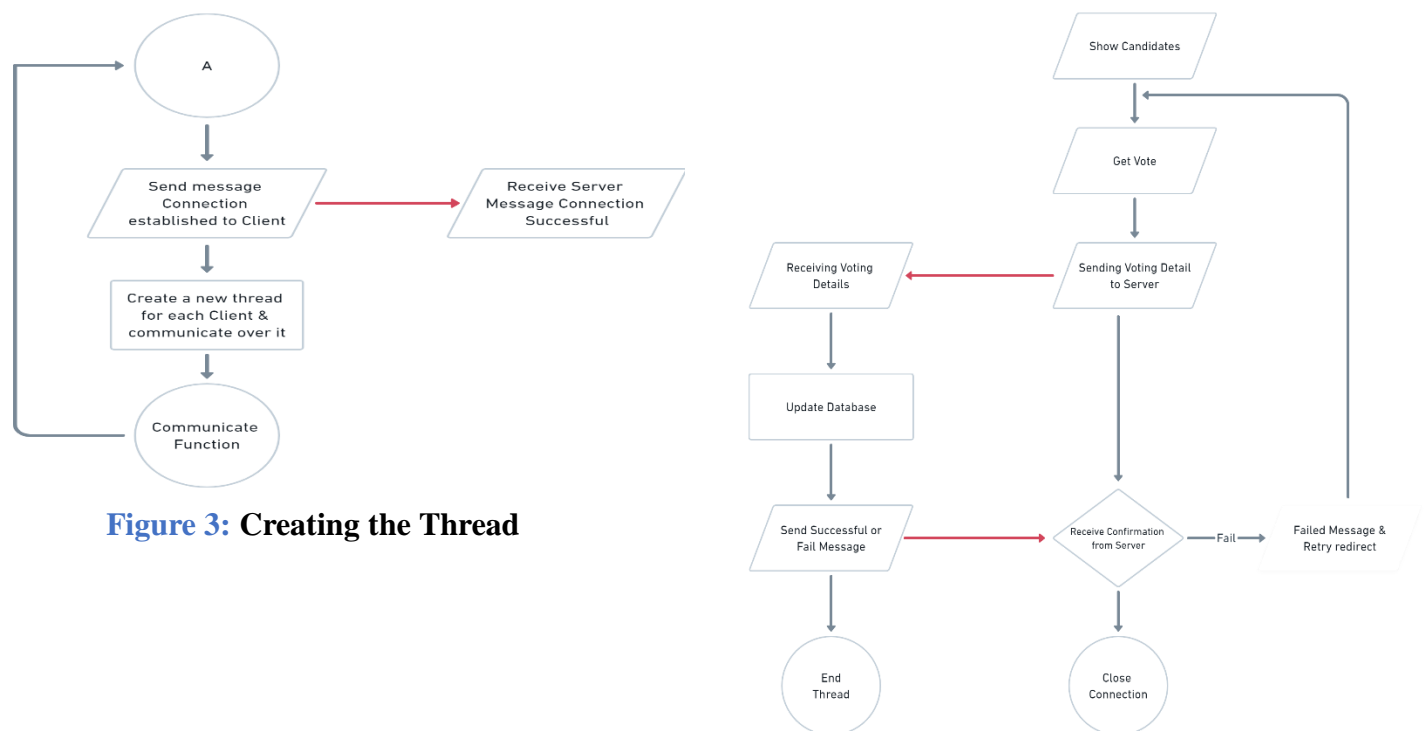 A
Send message
Connection
established to Client
Receive Server
Message Connection
Successful
Create a new thread
for each Client &
communicate over it
Communicate
Function
Figure 3: Creating the Thread
Show Candidates
Get Vote
Receiving Voting
Details
Sending Voting Detail
to Server
Update Database
Send Successful or
Fail Message
Receive Confirmation
from Server
Fail
Failed Message &
Retry redirect
End
Thread
Close
Connection